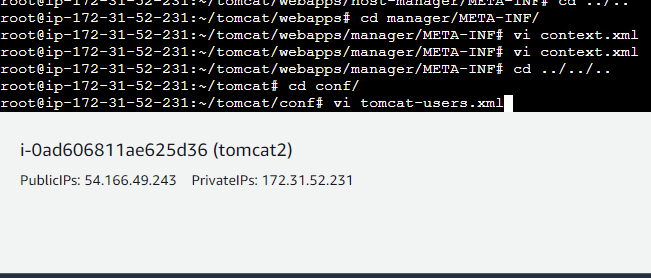 root@ip-172-31-52-231:~/tomcat/webapps/host-manager/META-INF# cd ../..
root@ip-172-31-52-231:~/tomcat/webapps# cd manager/META-INF/
root@ip-172-31-52-231:~/tomcat/webapps/manager/META-INF# vi context.xml
root@ip-172-31-52-231:~/tomcat/webapps/manager/META-INF# vi context.xml
root@ip-172-31-52-231:~/tomcat/webapps/manager/META-INF# cd ../../..
root@ip-172-31-52-231:~/tomcat# cd conf/
root@ip-172-31-52-231:~/tomcat/conf# vi tomcat-users.xml
i-0ad606811ae625d36 (tomcat2)
PublicIPs: 54.166.49.243 PrivateIPs: 172.31.52.231